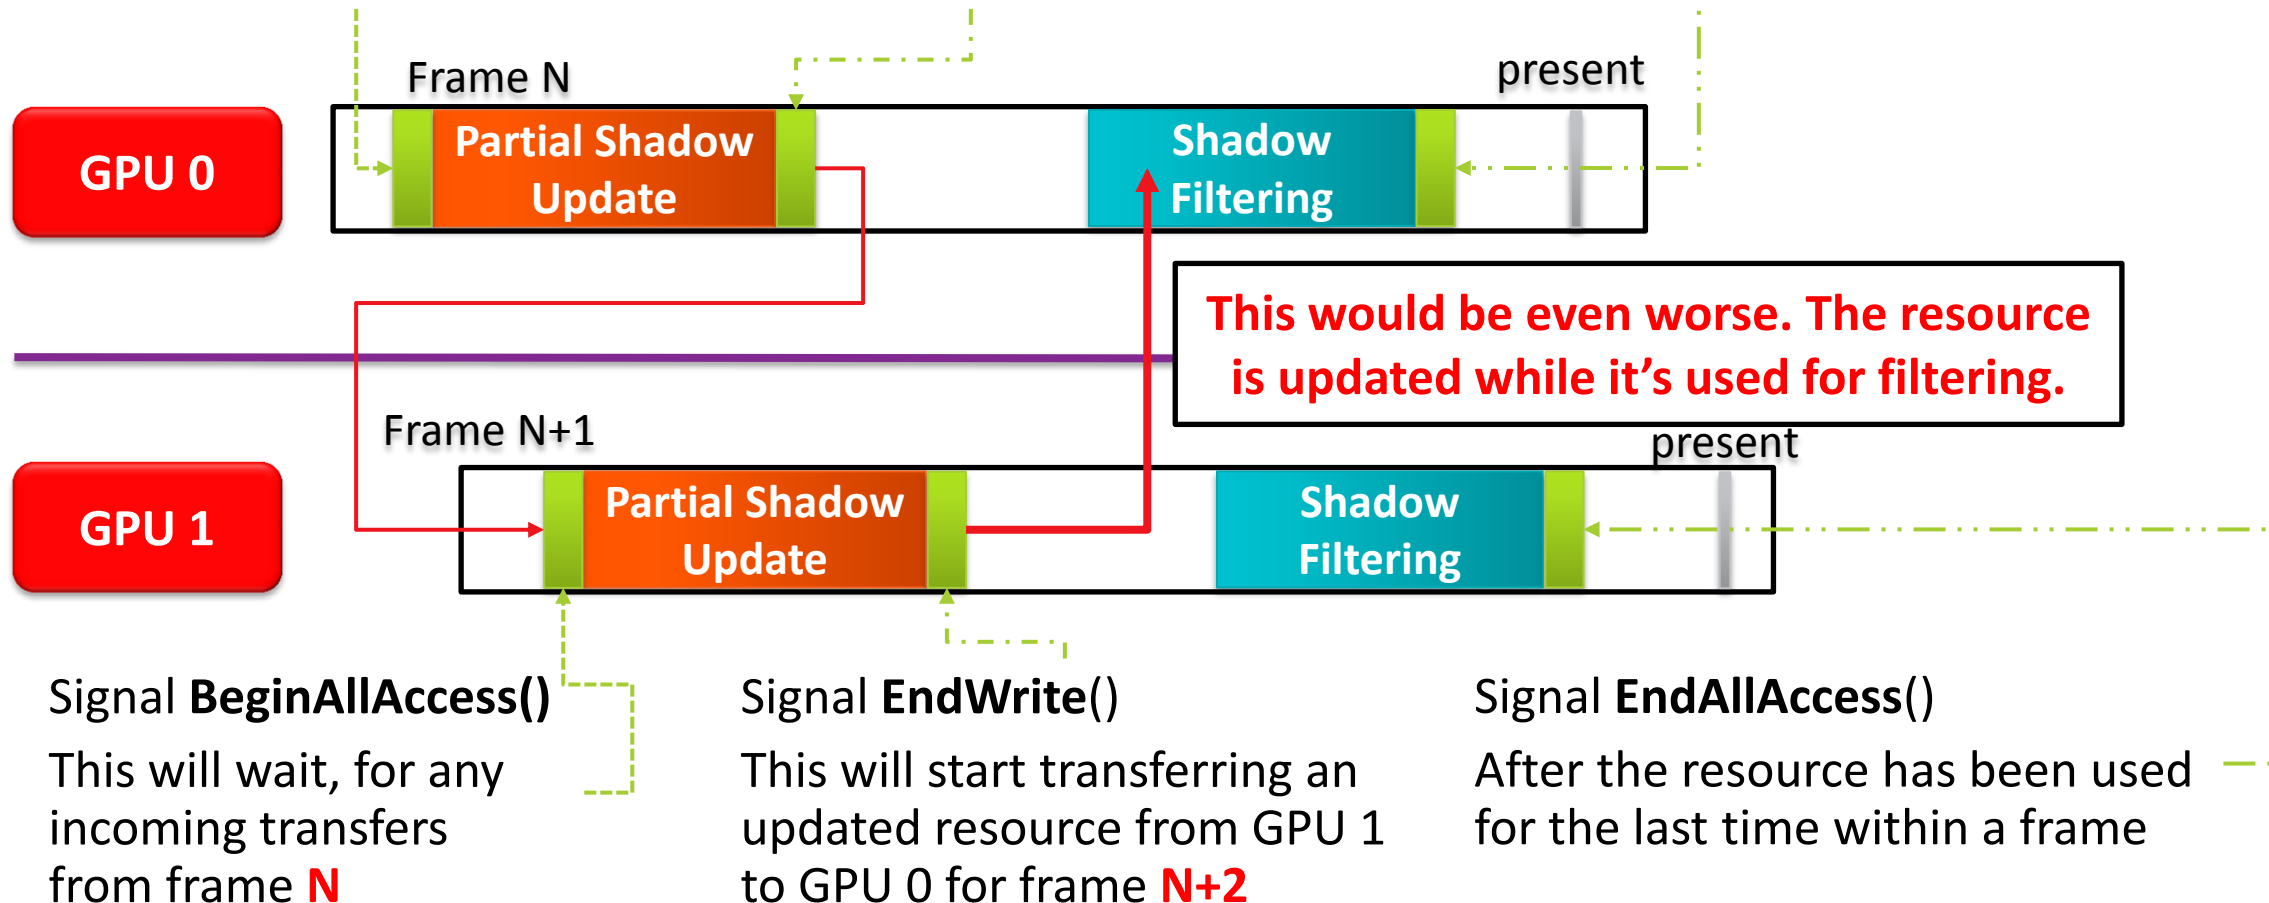 Frame N
present
GPU 0
Partial Shadow
Update
Shadow
Filtering
This would be even worse. The resource
is updated while it’s used for filtering.
Frame N+1
present
GPU 1
Partial Shadow
Update
Shadow
Filtering
Signal BeginAllAccess()
This will wait, for any
incoming transfers
from frame N
Signal EndWrite()
This will start transferring an
updated resource from GPU 1
to GPU 0 for frame N+2
Signal EndAllAccess()
After the resource has been used
for the last time within a frame